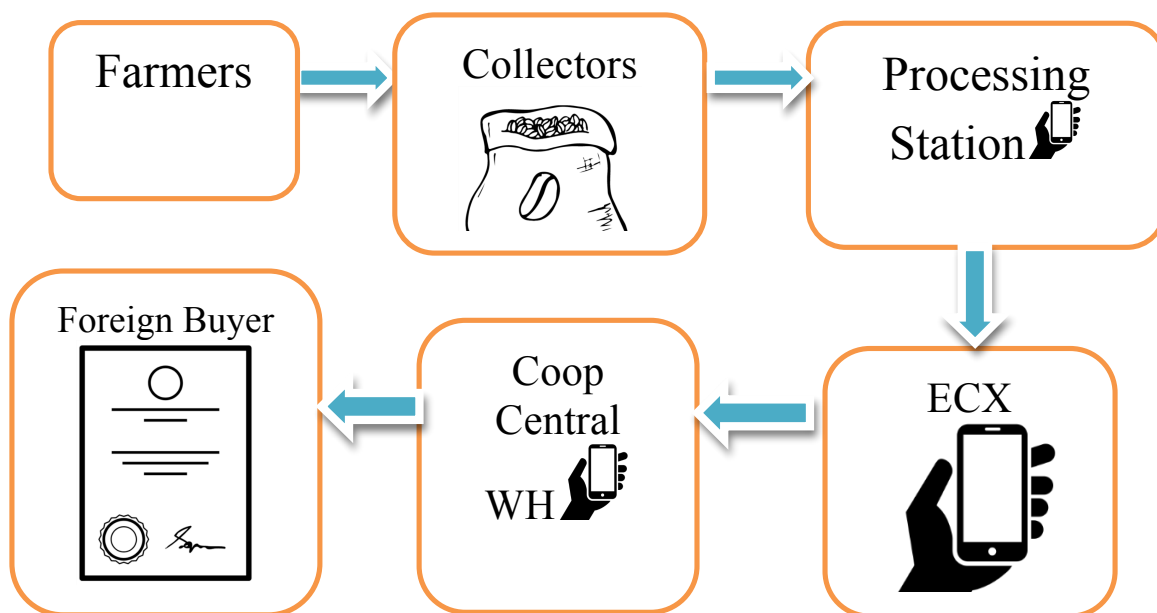 Farmers
Collectors
Processing
Station
Foreign Buyer
Coop
Central
WH
ECX